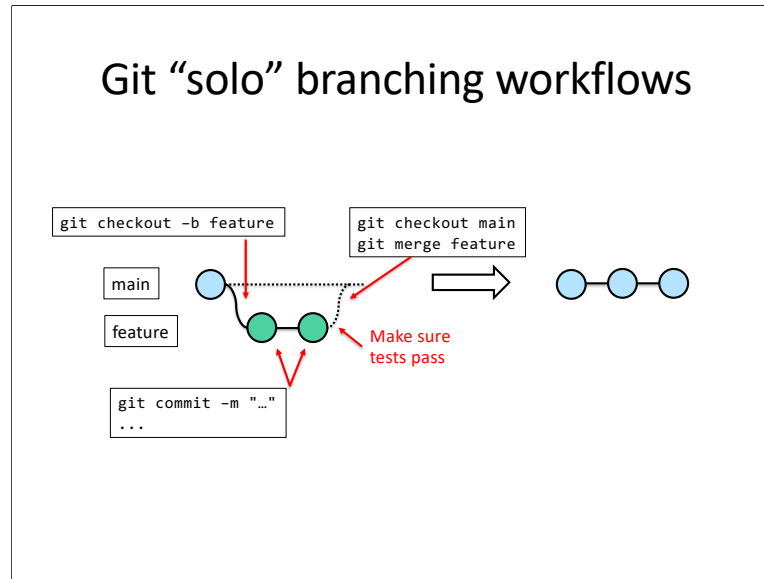 Git “solo” branching workflows
git checkout –b feature
git checkout main
git merge feature
main
feature
Make sure
tests pass
git commit –m "…"
...